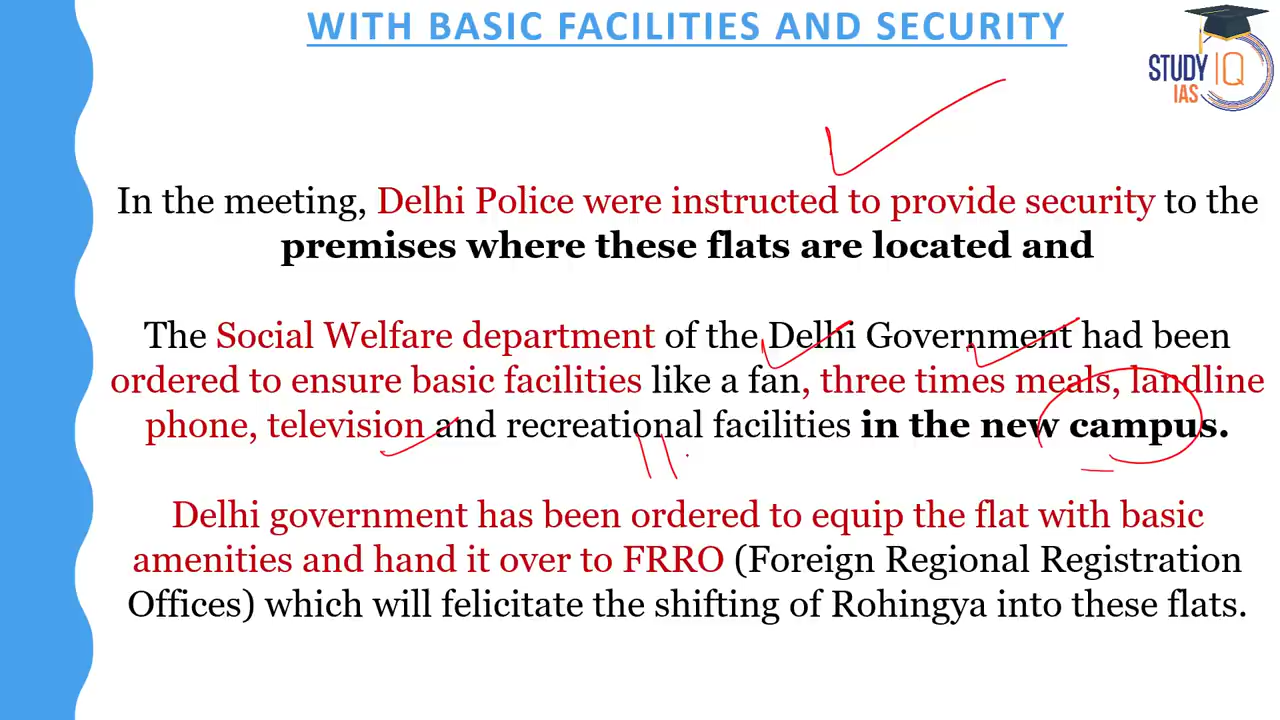 WITH BASIC FACILITIES AND SECURITY
STUDY IQ
IAS
In the meeting, Delhi Police were instructed to provide security to the
premises where these flats are located and
The Social Welfare department of the Delhi Government had been
ordered to ensure basic facilities like a fan, three times meals, landline
phone, television and recreational facilities in the new campus.
Delhi government has been ordered to equip the flat with basic
amenities and hand it over to FRRO (Foreign Regional Registration
Offices) which will felicitate the shifting of Rohingya into these flats.